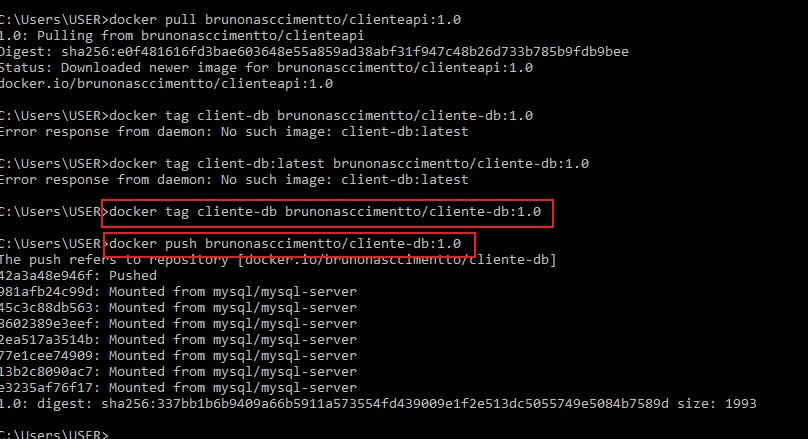 C:\Users\USER>docker pull brunonasccimentto/clienteapi:1.0
1.0: Pulling from brunonasccimentto/clienteapi
Digest: sha256:e0f481616fd3bae603648e55a859ad38abf31f947c48b26d733b785b9fdb9bee
Status: Downloaded newer image for brunonasccimentto/clienteapi:1.0
docker.io/brunonasccimentto/clienteapi:1.0
C:\Users\USER>docker tag client-db brunonasccimentto/cliente-db:1.0
Error response from daemon: No such image: client-db:latest
C:\Users\USER>docker tag client-db:latest brunonasccimentto/cliente-db:1.0
Error response from daemon: No such image: client-db:latest
C:\Users\USER>docker tag cliente-db brunonasccimentto/cliente-db:1.0
C:\Users\USER>docker push brunonasccimentto/cliente-db:1.0
The push refers to repository [docker.io/brunonasccimentto/cliente-db]
42a3a48e946f: Pushed
981afb24c99d: Mounted from mysql/mysql-server
45c3c88db563: Mounted from mysql/mysql-server
8602389e3eef: Mounted from mysql/mysql-server
2ea517a3514b: Mounted from mysql/mysql-server
77e1cee74909: Mounted from mysql/mysql-server
13b2c8090ac7: Mounted from mysql/mysql-server
e3235af76f17: Mounted from mysql/mysql-server
1.0: digest: sha256:337bb1b6b9409a66b5911a573554fd439009e1f2e513dc5055749e5084b7589d size: 1993
C:\Users\USER>